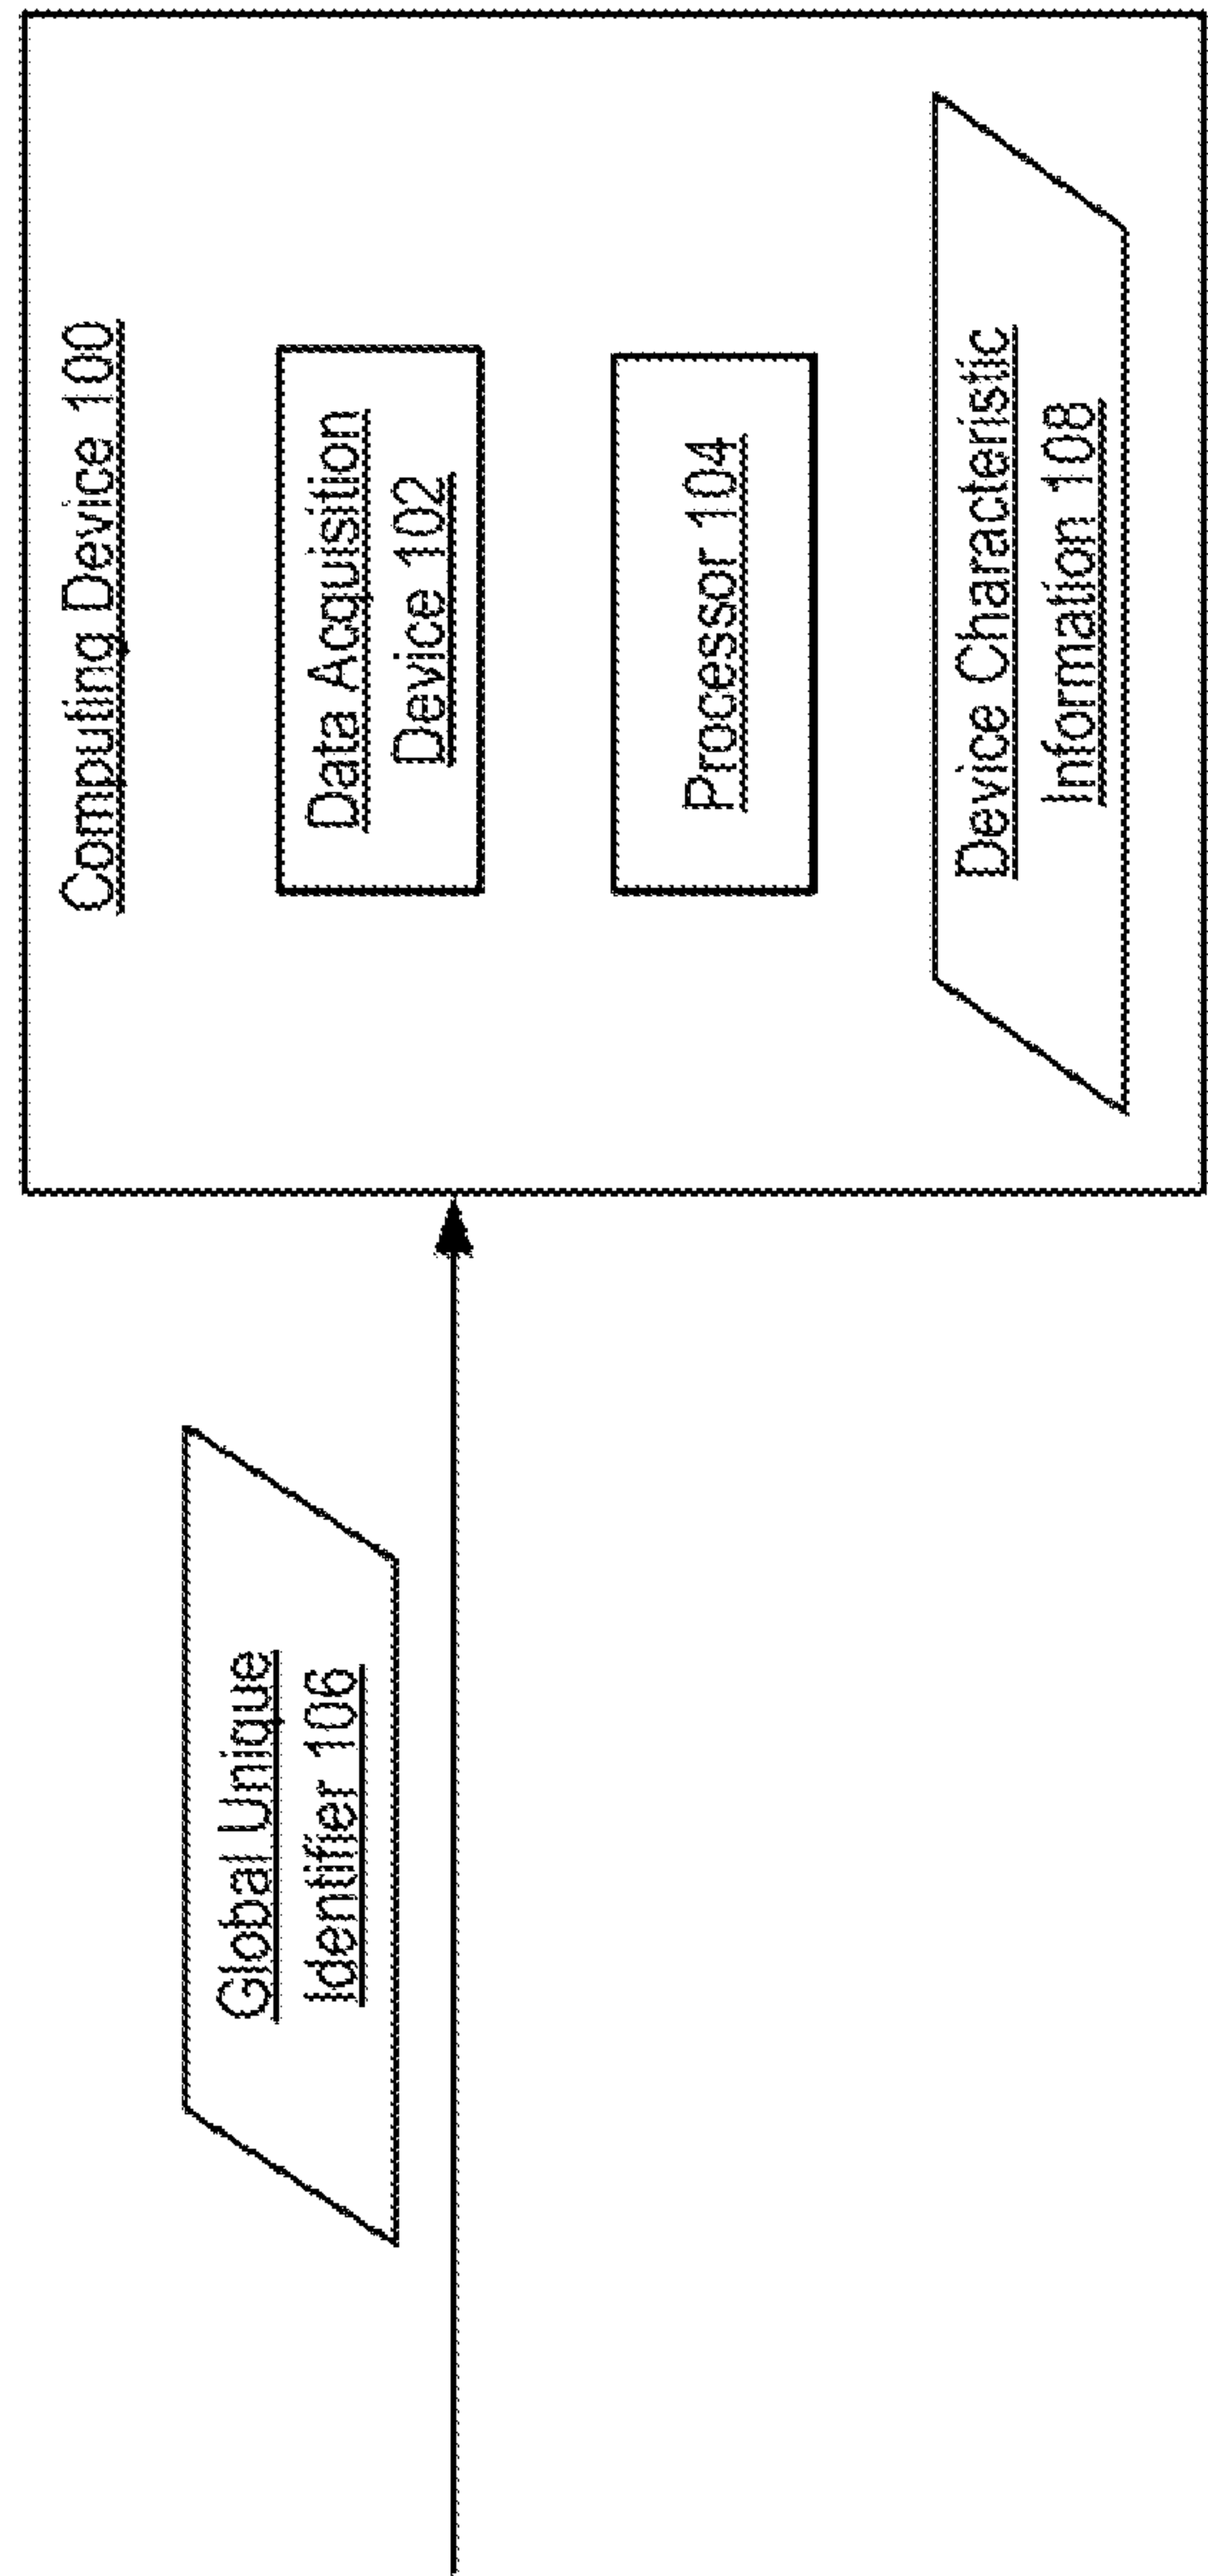 Computing Device 100
Data Acquisition
Device 102
Processor 104
Device Characteristic
Information 108
Global Unique
Identifier 106